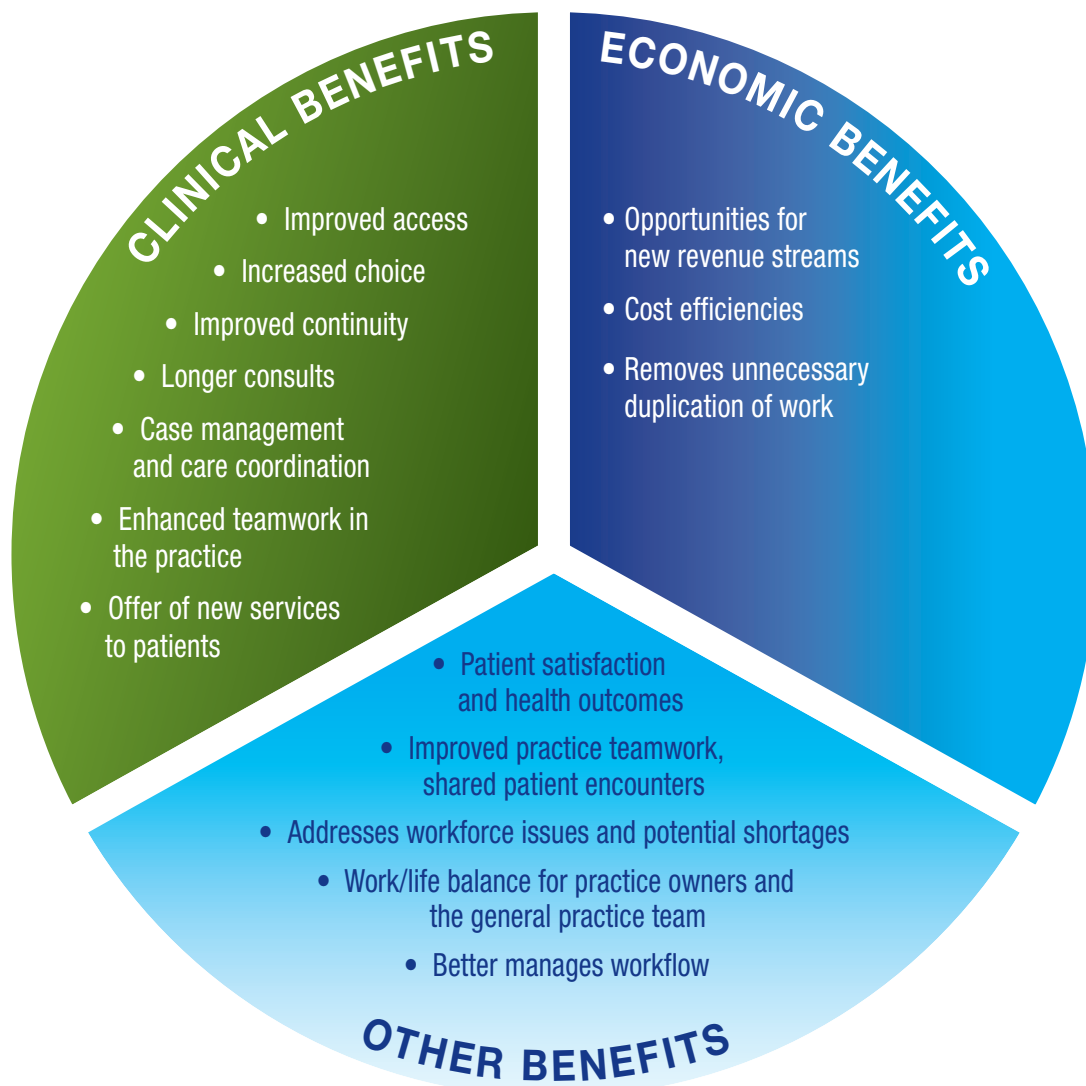 CLINICAL BENEFITS
• Improved access
• Increased choice
• Improved continuity
• Longer consults
• Case management
and care coordination
• Enhanced teamwork in
the practice
• Offer of new services
to patients
ECONOMIC BENEFITS
• Opportunities for
new revenue streams
• Cost efficiencies
• Removes unnecessary
duplication of work
• Patient satisfaction
and health outcomes
• Improved practice teamwork,
shared patient encounters
• Addresses workforce issues and potential shortages
• Work/life balance for practice owners and
the general practice team
• Better manages workflow
OTHER BENEFITS